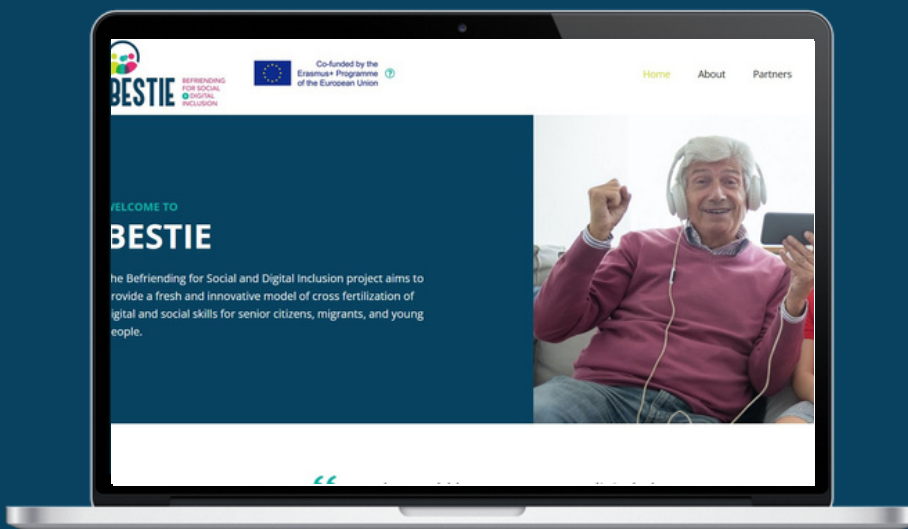 BESTIE
BEFRIENDING
FOR SOCIAL
DIGITAL
INCLUSION
Co-funded by the
Erasmus+ Programme
of the European Union
?
Home About Partners
ELCOME TO
BESTIE
he Befriending for Social and Digital Inclusion project aims to
rovide a fresh and innovative model of cross fertilization of
igital and social skills for senior citizens, migrants, and young
eople.
“